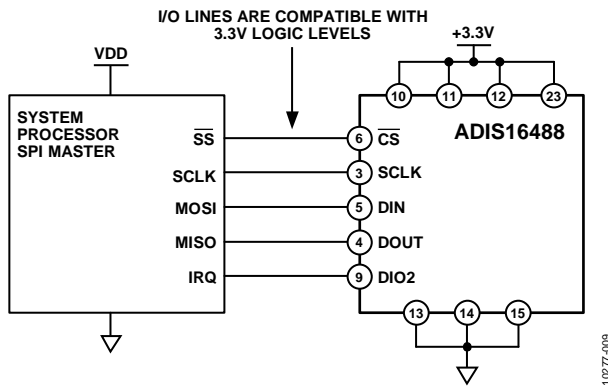 I/O LINES ARE COMPATIBLE WITH
3.3V LOGIC LEVELS
VDD
+3.3V
10
11
12
23
SYSTEM
PROCESSOR
SPI MASTER
ADIS16488
SS
6
CS
SCLK
3
SCLK
MOSI
5
DIN
MISO
4
DOUT
IRQ
9
DIO2
13
14
15
10277-009